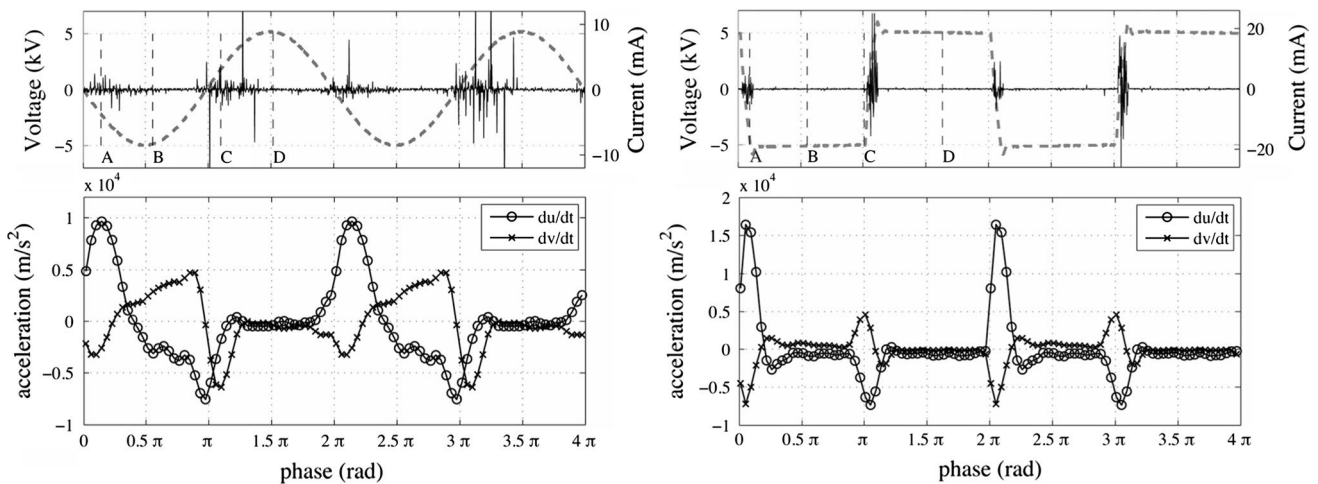 Voltage (kV)
5
0
−5
A
B
C
D
10
0
−10
Current (mA)
Voltage (kV)
5
0
−5
A
B
C
D
20
0
−20
Current (mA)
x 10^4
acceleration (m/s^2)
1
0.5
0
−0.5
−1
du/dt
dv/dt
0 0.5 π π 1.5 π 2 π 2.5 π 3 π 3.5 π 4 π
phase (rad)
x 10^4
acceleration (m/s^2)
2
1.5
1
0.5
0
−0.5
−1
du/dt
dv/dt
0 0.5 π π 1.5 π 2 π 2.5 π 3 π 3.5 π 4 π
phase (rad)